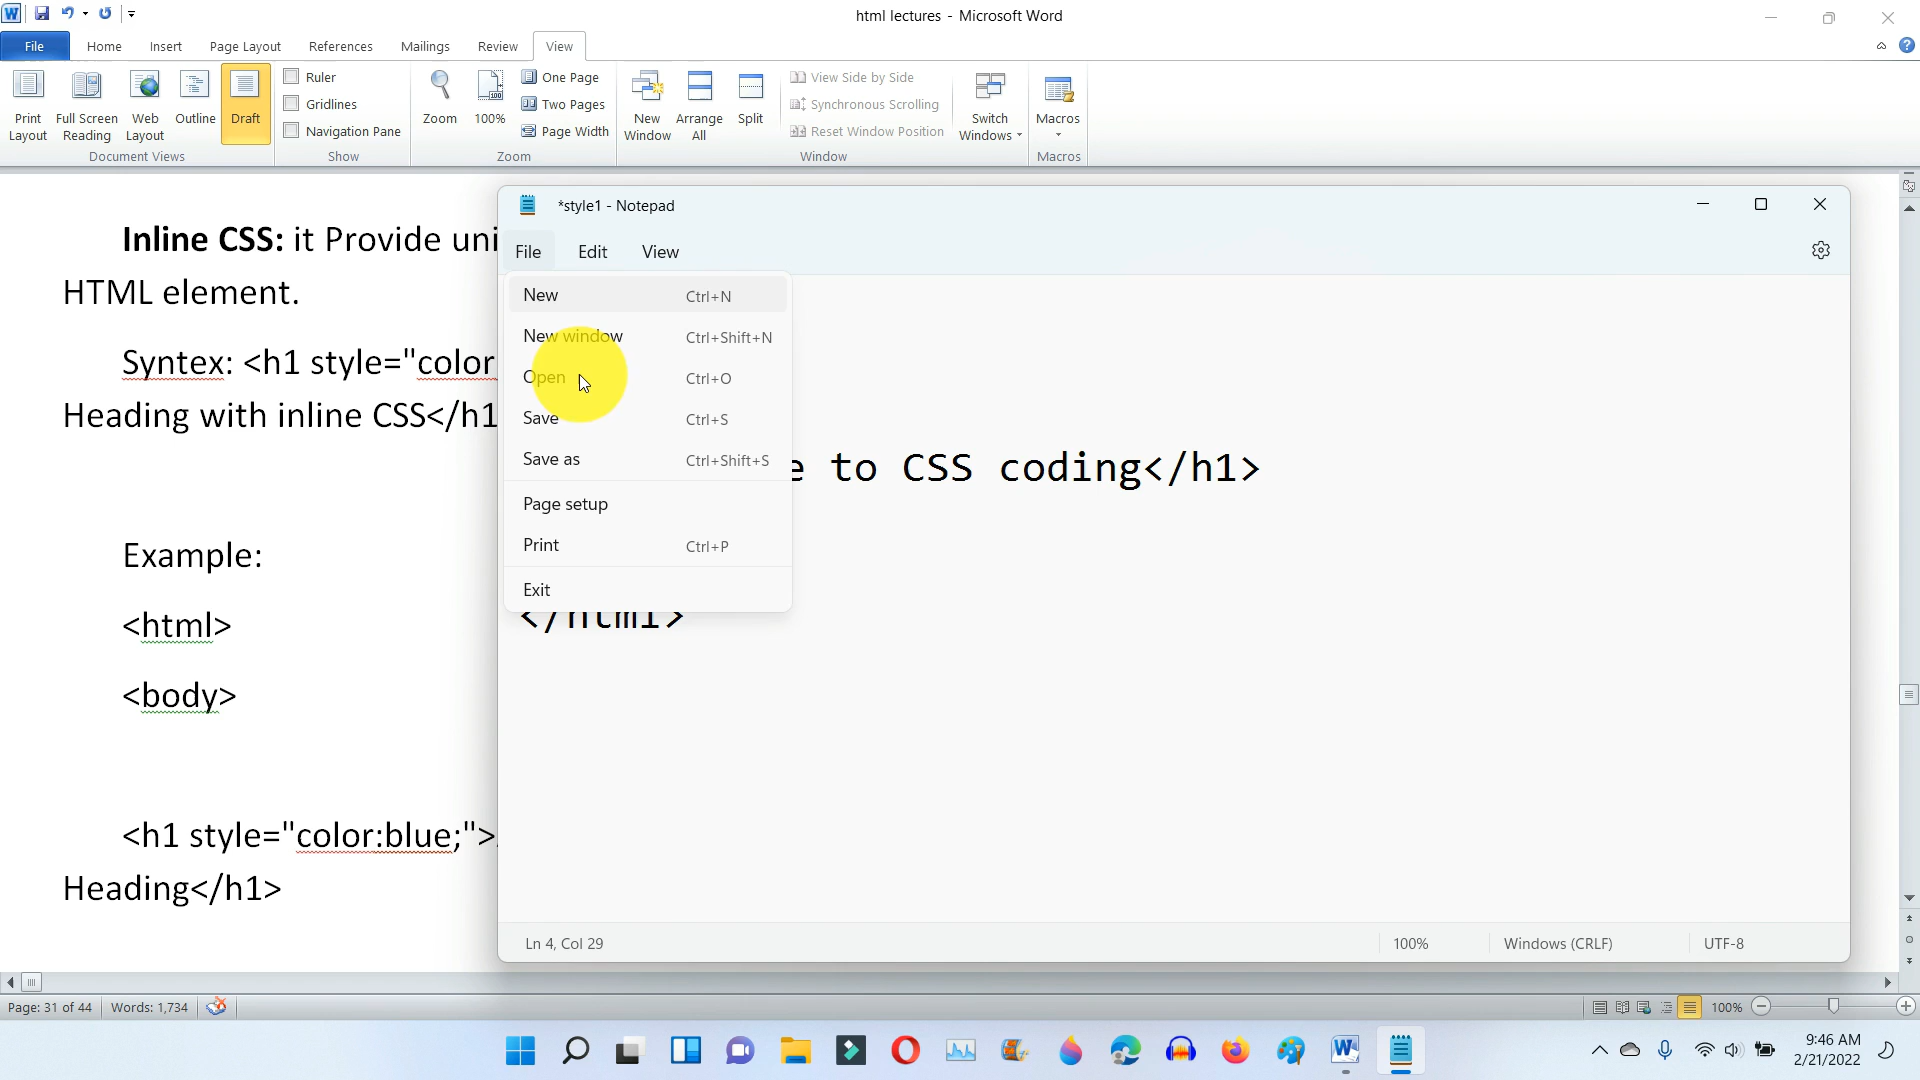 html lectures - Microsoft Word
File Home Insert Page Layout References Mailings Review View
Print Layout
Full Screen Reading
Web Layout
Outline
Draft
Document Views
Ruler
Gridlines
Navigation Pane
Show
Zoom
100%
One Page
Two Pages
Page Width
Zoom
New Window
Arrange All
Split
View Side by Side
Synchronous Scrolling
Reset Window Position
Window
Switch Windows
Macros
Macros
Inline CSS: it Provide uni
HTML element.
Syntex: <h1 style="color
Heading with inline CSS</h1
Example:
<html>
<body>
<h1 style="color:blue;">
Heading</h1>
*style1 - Notepad
File Edit View
New Ctrl+N
New window Ctrl+Shift+N
Open Ctrl+O
Save Ctrl+S
Save as Ctrl+Shift+S
Page setup
Print Ctrl+P
Exit
e to CSS coding</h1>
</html>
Ln 4, Col 29 100% Windows (CRLF) UTF-8
Page: 31 of 44 Words: 1,734 100%
9:46 AM
2/21/2022